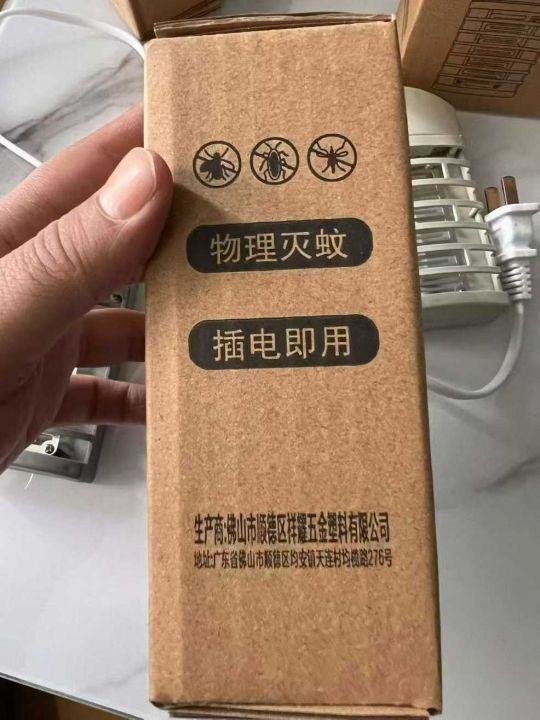 物理灭蚊
插电即用
生产商:佛山市顺德区祥耀五金塑料有限公司
地址:广东省佛山市顺德区均安镇天连村均榄路276号